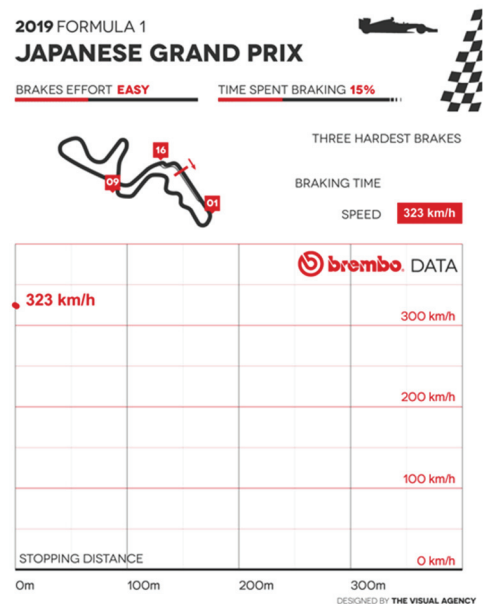 2019 FORMULA 1
JAPANESE GRAND PRIX
BRAKES EFFORT EASY
TIME SPENT BRAKING 15%
THREE HARDEST BRAKES
16
09
01
BRAKING TIME
SPEED 323 km/h
brembo. DATA
323 km/h
300 km/h
200 km/h
100 km/h
STOPPING DISTANCE
0 km/h
0m 100m 200m 300m
DESIGNED BY THE VISUAL AGENCY